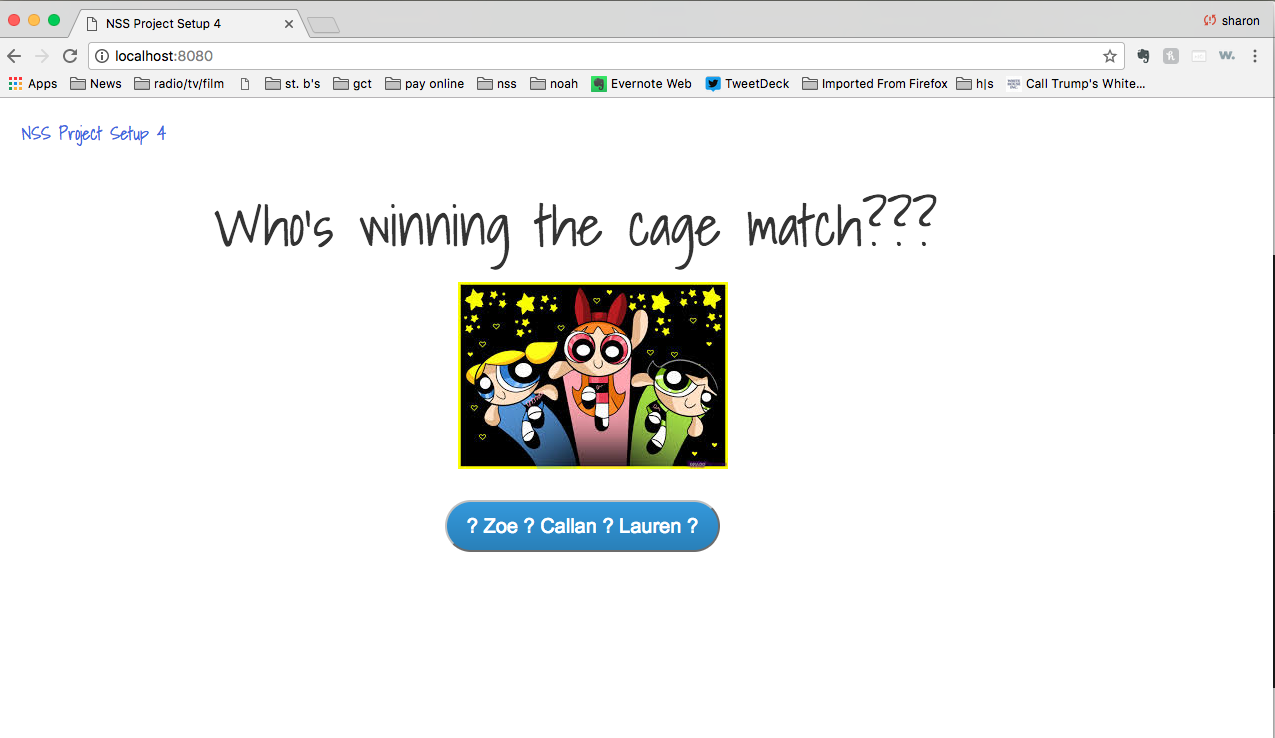 NSS Project Setup 4
sharon
localhost:8080
Apps News radio/tv/film st. b's gct pay online nss noah Evernote Web TweetDeck Imported From Firefox h|s Call Trump's White...
NSS Project Setup 4
Who's winning the cage match???
? Zoe ? Callan ? Lauren ?